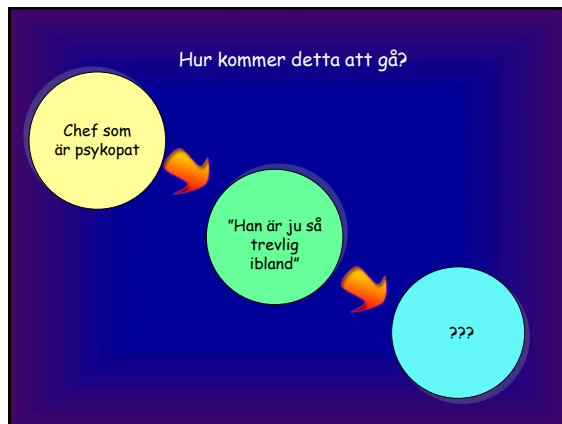 Hur kommer detta att gå?
Chef som
är psykopat
”Han är ju så
trevlig
ibland”
???